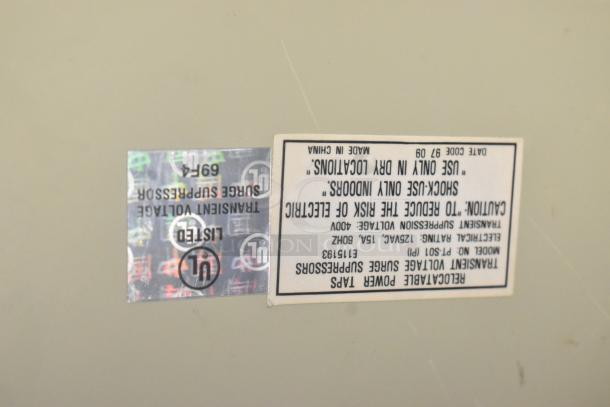 RELOCATABLE POWER TAPS
TRANSIENT VOLTAGE SURGE SUPPRESSORS
MODEL NO: PT-S01 (PI) E115193
ELECTRICAL RATING: 125VAC, 15A, 60HZ
TRANSIENT SUPPRESSION VOLTAGE: 400V
CAUTION: "TO REDUCE THE RISK OF ELECTRIC
SHOCK-USE ONLY INDOORS."
"USE ONLY IN DRY LOCATIONS."
DATE CODE 97 09 MADE IN CHINA
UL
LISTED
TRANSIENT VOLTAGE
SURGE SUPPRESSOR
69F4